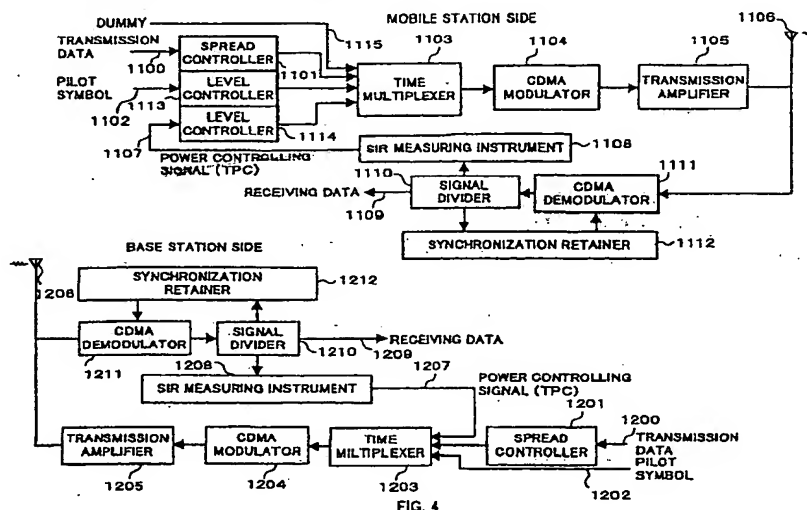 DUMMY
MOBILE STATION SIDE
1106
TRANSMISSION
DATA
1100
SPREAD
CONTROLLER
1101
1115
1103
1104
1105
PILOT
SYMBOL
1102
1113
LEVEL
CONTROLLER
TIME
MULTIPLEXER
CDMA
MODULATOR
TRANSMISSION
AMPLIFIER
1107
LEVEL
CONTROLLER
1114
POWER CONTROLLING
SIGNAL (TPC)
SIR MEASURING INSTRUMENT
1108
1110
1111
RECEIVING DATA
1109
SIGNAL
DIVIDER
CDMA
DEMODULATOR
SYNCHRONIZATION RETAINER
1112
BASE STATION SIDE
1206
SYNCHRONIZATION
RETAINER
1212
CDMA
DEMODULATOR
1211
SIGNAL
DIVIDER
1210
1209
RECEIVING DATA
1208
SIR MEASURING INSTRUMENT
1207
POWER CONTROLLING
SIGNAL (TPC)
1201
1200
TRANSMISSION
AMPLIFIER
1205
CDMA
MODULATOR
1204
TIME
MILTIPLEXER
1203
SPREAD
CONTROLLER
1202
TRANSMISSION
DATA
PILOT
SYMBOL
FIG. 4